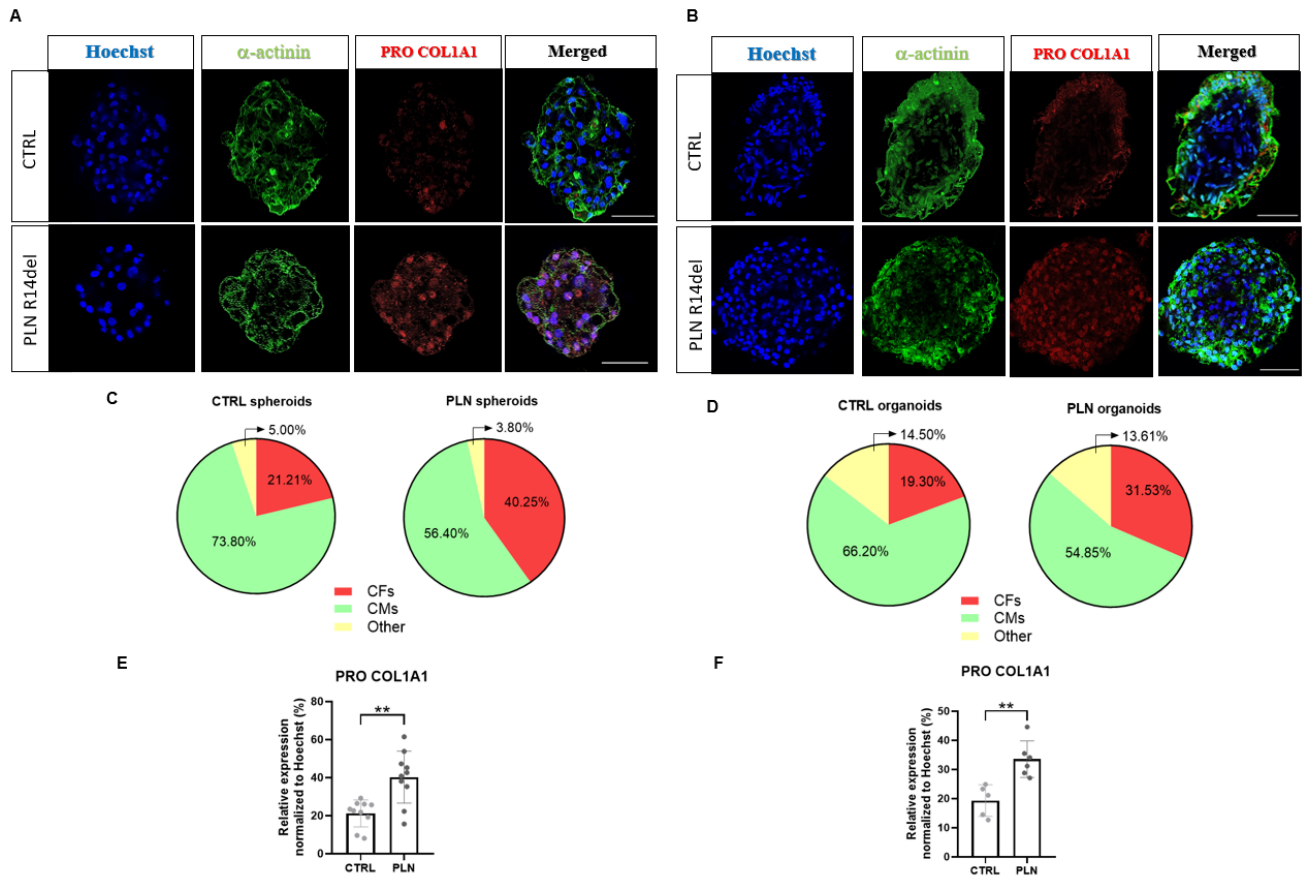 A
Hoechst
α-actinin
PRO COL1A1
Merged
CTRL
PLN R14del
B
Hoechst
α-actinin
PRO COL1A1
Merged
CTRL
PLN R14del
C
CTRL spheroids
5.00%
21.21%
73.80%
PLN spheroids
3.80%
40.25%
56.40%
CFs
CMs
Other
D
CTRL organoids
14.50%
19.30%
66.20%
PLN organoids
13.61%
31.53%
54.85%
CFs
CMs
Other
E
PRO COL1A1
Relative expression
normalized to Hoechst (%)
80
60
40
20
0
**
CTRL
PLN
F
PRO COL1A1
Relative expression
normalized to Hoechst (%)
50
40
30
20
10
0
**
CTRL
PLN